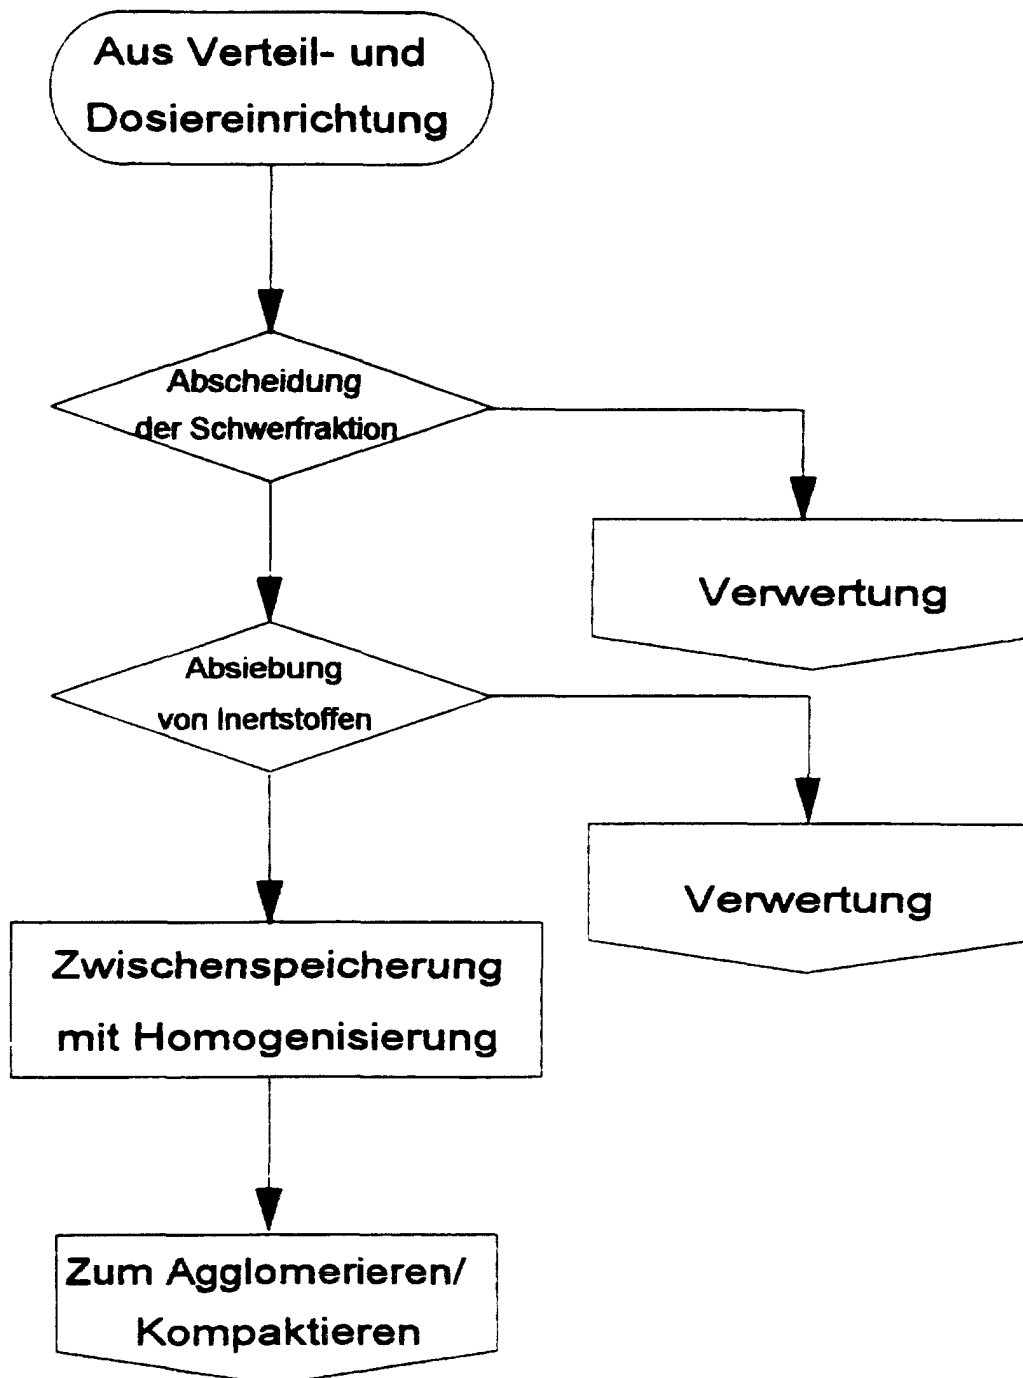 Aus Verteil- und
Dosiereinrichtung
Abscheidung
der Schwerfraktion
Verwertung
Absiebung
von Inertstoffen
Verwertung
Zwischenspeicherung
mit Homogenisierung
Zum Agglomerieren/
Kompaktieren